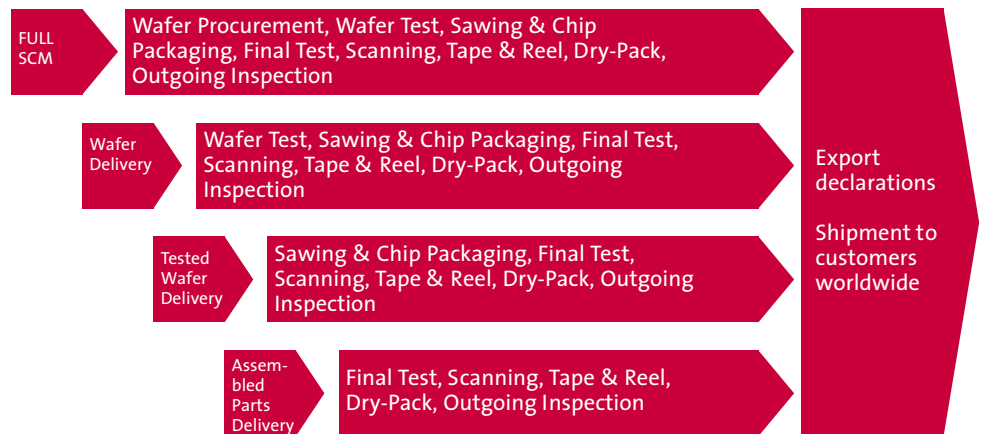 FULL
SCM
Wafer Procurement, Wafer Test, Sawing & Chip
Packaging, Final Test, Scanning, Tape & Reel, Dry-Pack,
Outgoing Inspection
Wafer
Delivery
Wafer Test, Sawing & Chip Packaging, Final Test,
Scanning, Tape & Reel, Dry-Pack, Outgoing
Inspection
Tested
Wafer
Delivery
Sawing & Chip Packaging, Final Test,
Scanning, Tape & Reel, Dry-Pack, Outgoing
Inspection
Assem-
bled
Parts
Delivery
Final Test, Scanning, Tape & Reel,
Dry-Pack, Outgoing Inspection
Export
declarations
Shipment to
customers
worldwide